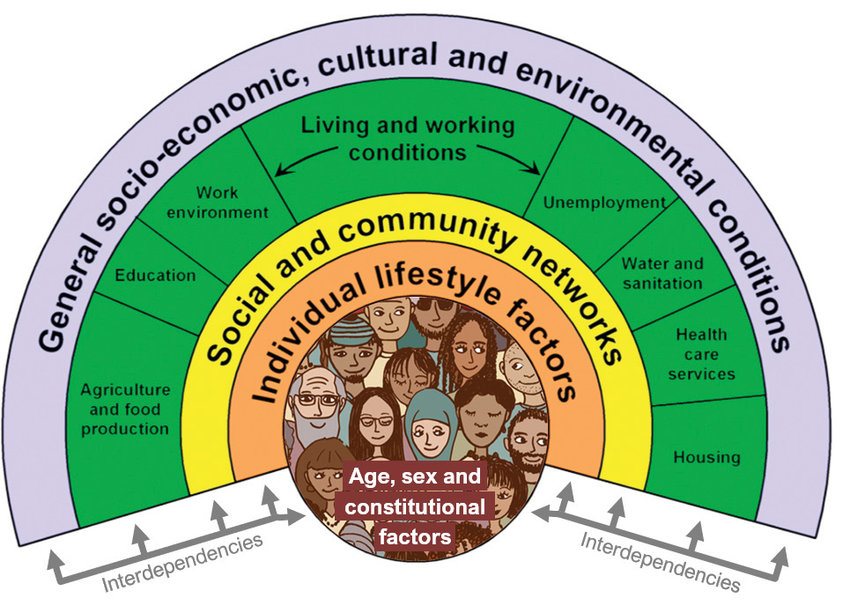 General socio-economic, cultural and environmental conditions
Living and working
conditions
Work
environment
Unemployment
Education
Water and
sanitation
Health
care
services
Agriculture
and food
production
Housing
Social and community networks
Individual lifestyle factors
Age, sex and
constitutional
factors
Interdependencies
Interdependencies